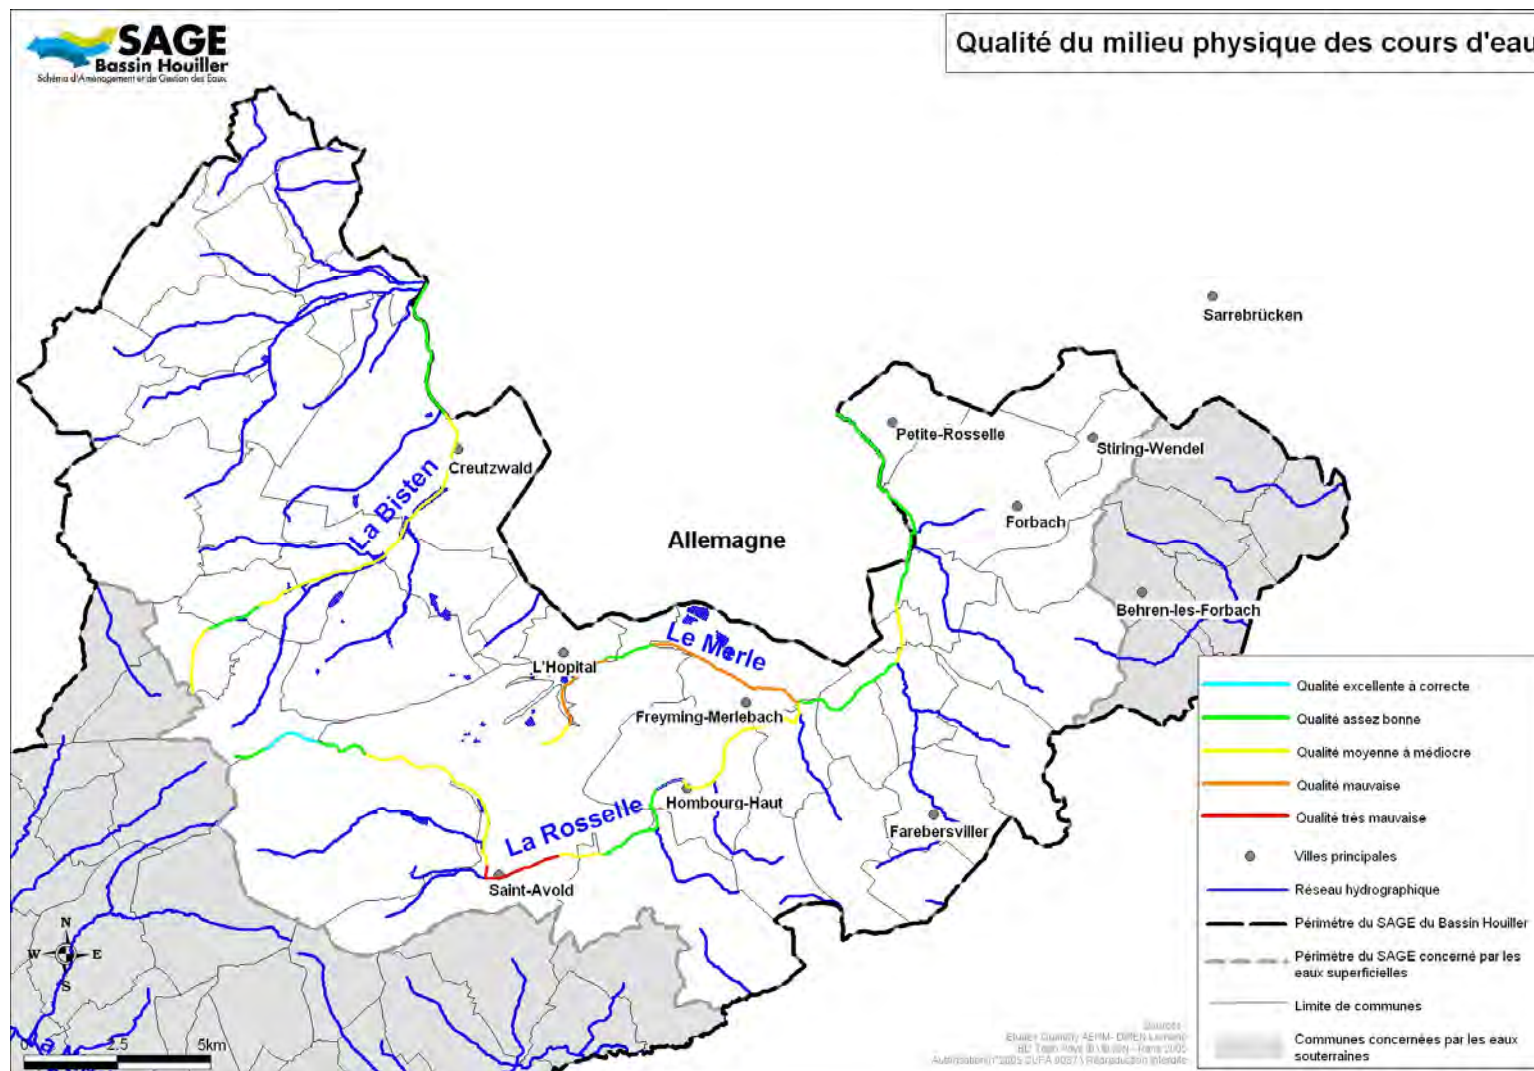 SAGE
Bassin Houiller
Schéma d'Aménagement et de Gestion des Eaux
Qualité du milieu physique des cours d'eau
Sarrebrücken
Petite-Rosselle
Stiring-Wendel
Creutzwald
La Bisten
Forbach
Allemagne
Behren-les-Forbach
Le Merle
L'Hopital
Freyming-Merlebach
Hombourg-Haut
La Rosselle
Farebersviller
Saint-Avold
Qualité excellente à correcte
Qualité assez bonne
Qualité moyenne à médiocre
Qualité mauvaise
Qualité très mauvaise
Villes principales
Réseau hydrographique
Périmètre du SAGE du Bassin Houiller
Périmètre du SAGE concerné par les
eaux superficielles
Limite de communes
Communes concernées par les eaux
souterraines
N
W E
S
0 2.5 5km
Sources :